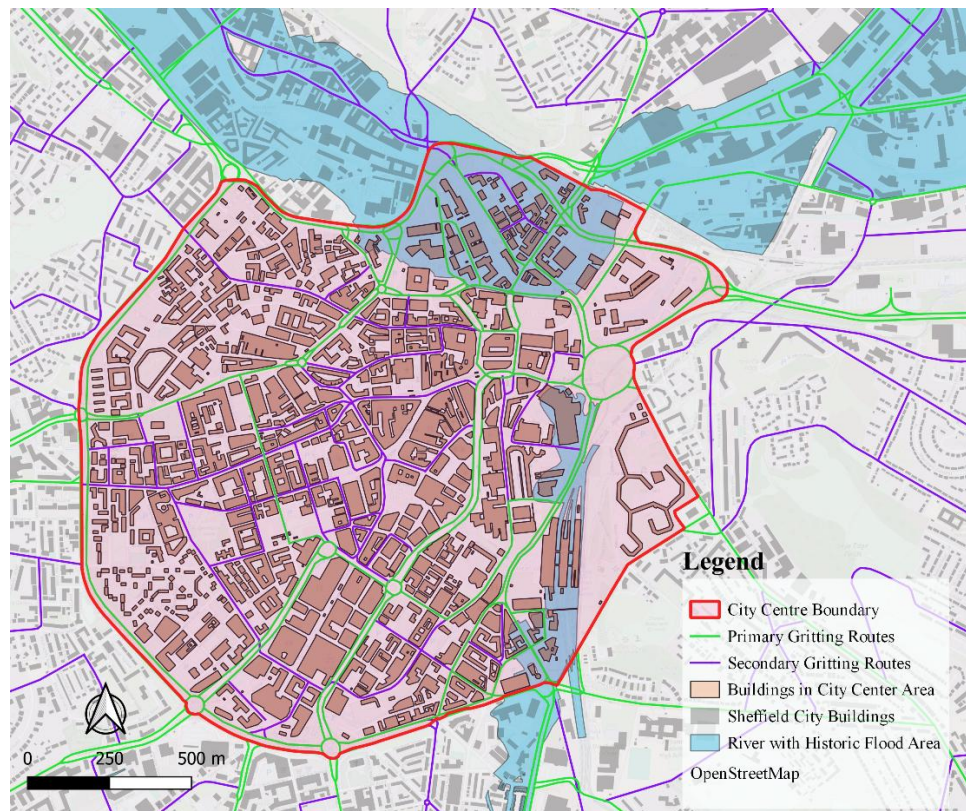 Legend
City Centre Boundary
Primary Gritting Routes
Secondary Gritting Routes
Buildings in City Center Area
Sheffield City Buildings
River with Historic Flood Area
OpenStreetMap
0 250 500 m